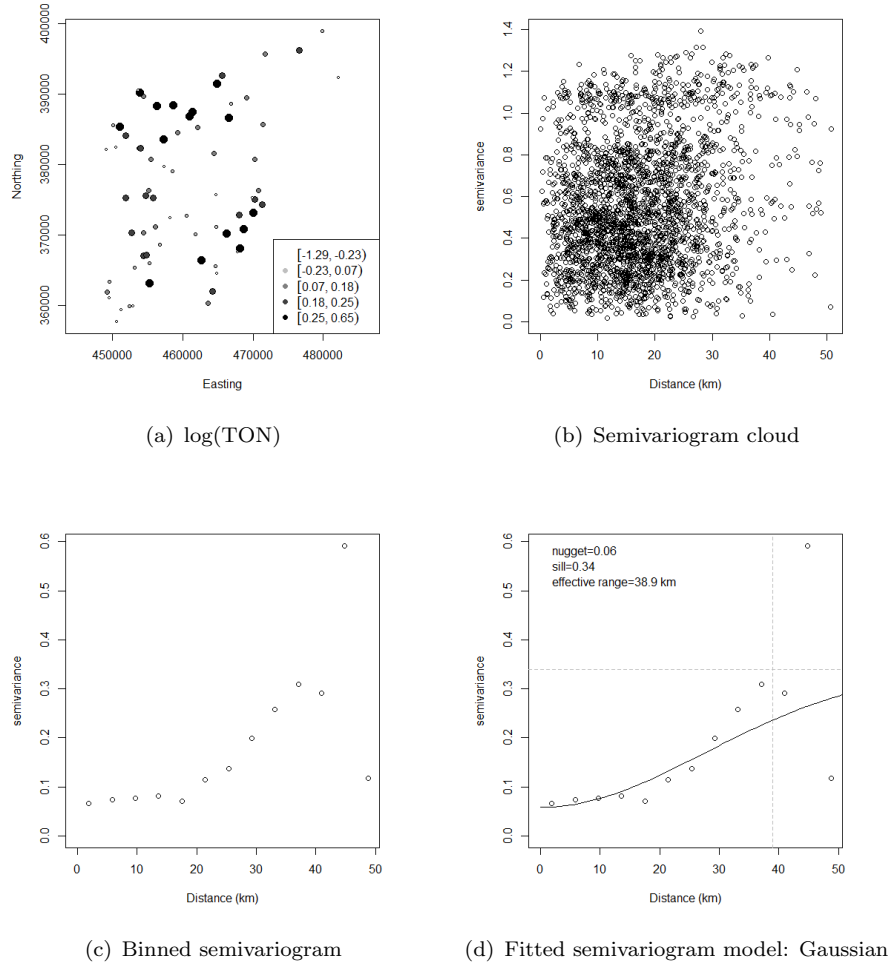 400000
390000
380000
370000
360000
Northing
[-1.29, -0.23)
[-0.23, 0.07)
[0.07, 0.18)
[0.18, 0.25)
[0.25, 0.65)
450000 460000 470000 480000
Easting
(a) log(TON)
1.4
1.2
1.0
0.8
0.6
0.4
0.2
0.0
semivariance
0 10 20 30 40 50
Distance (km)
(b) Semivariogram cloud
0.6
0.5
0.4
0.3
0.2
0.1
0.0
semivariance
0 10 20 30 40 50
Distance (km)
(c) Binned semivariogram
0.6
0.5
0.4
0.3
0.2
0.1
0.0
semivariance
nugget=0.06
sill=0.34
effective range=38.9 km
0 10 20 30 40 50
Distance (km)
(d) Fitted semivariogram model: Gaussian